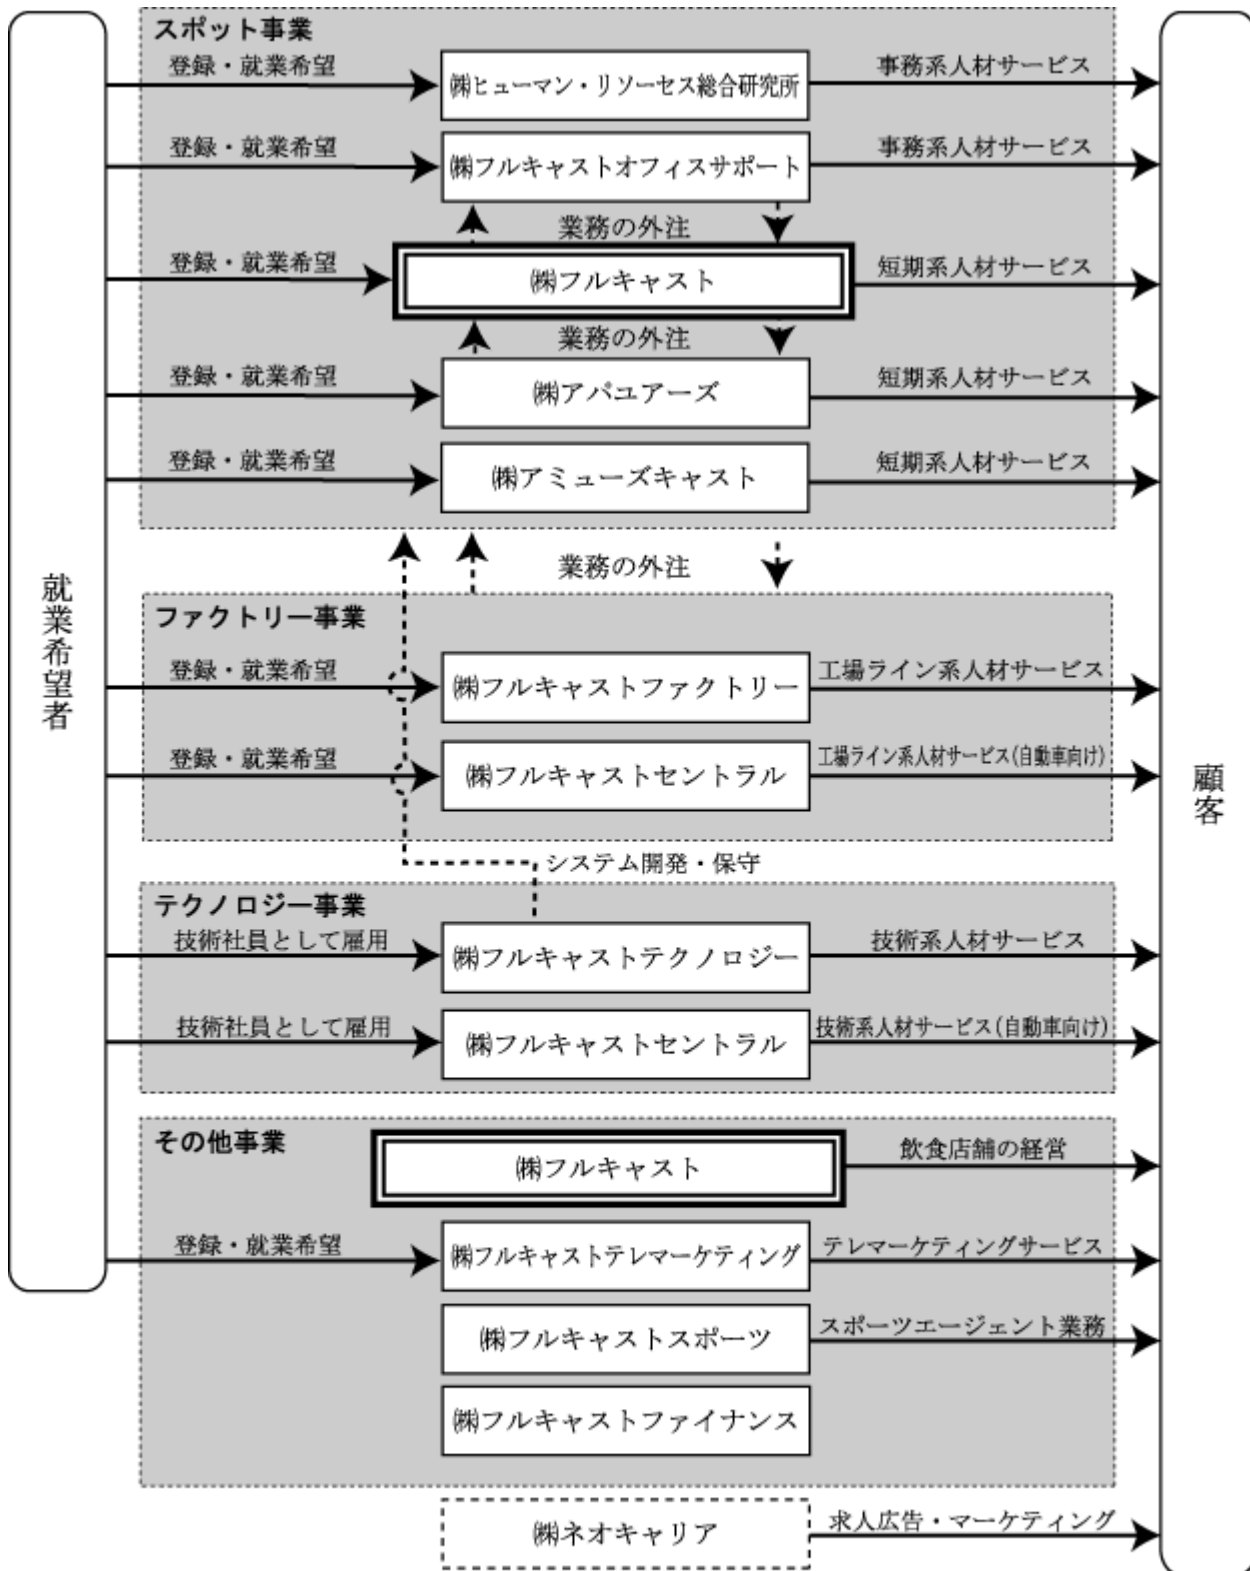 スポット事業
登録・就業希望
㈱ヒューマン・リソーセス総合研究所
事務系人材サービス
登録・就業希望
㈱フルキャストオフィスサポート
事務系人材サービス
業務の外注
登録・就業希望
㈱フルキャスト
短期系人材サービス
業務の外注
登録・就業希望
㈱アパユアーズ
短期系人材サービス
登録・就業希望
㈱アミューズキャスト
短期系人材サービス
業務の外注
就業希望者
ファクトリー事業
登録・就業希望
㈱フルキャストファクトリー
工場ライン系人材サービス
登録・就業希望
㈱フルキャストセントラル
工場ライン系人材サービス(自動車向け)
顧客
システム開発・保守
テクノロジー事業
技術社員として雇用
㈱フルキャストテクノロジー
技術系人材サービス
技術社員として雇用
㈱フルキャストセントラル
技術系人材サービス(自動車向け)
その他事業
㈱フルキャスト
飲食店舗の経営
登録・就業希望
㈱フルキャストテレマーケティング
テレマーケティングサービス
㈱フルキャストスポーツ
スポーツエージェント業務
㈱フルキャストファイナンス
㈱ネオキャリア
求人広告・マーケティング